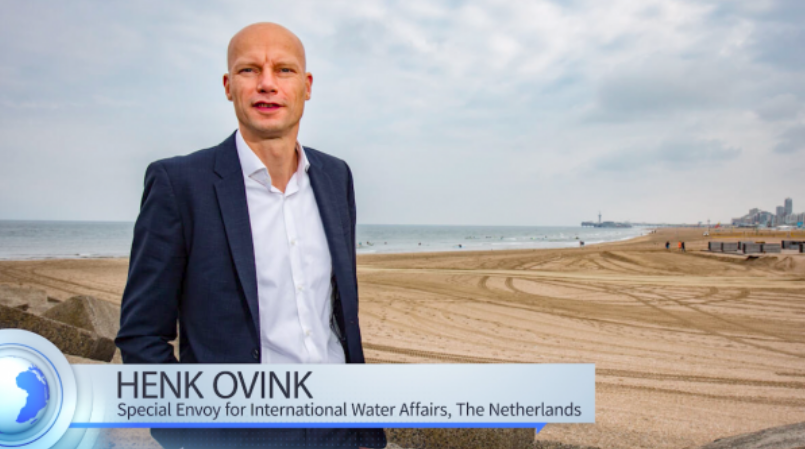 HENK OVINK
Special Envoy for International Water Affairs, The Netherlands